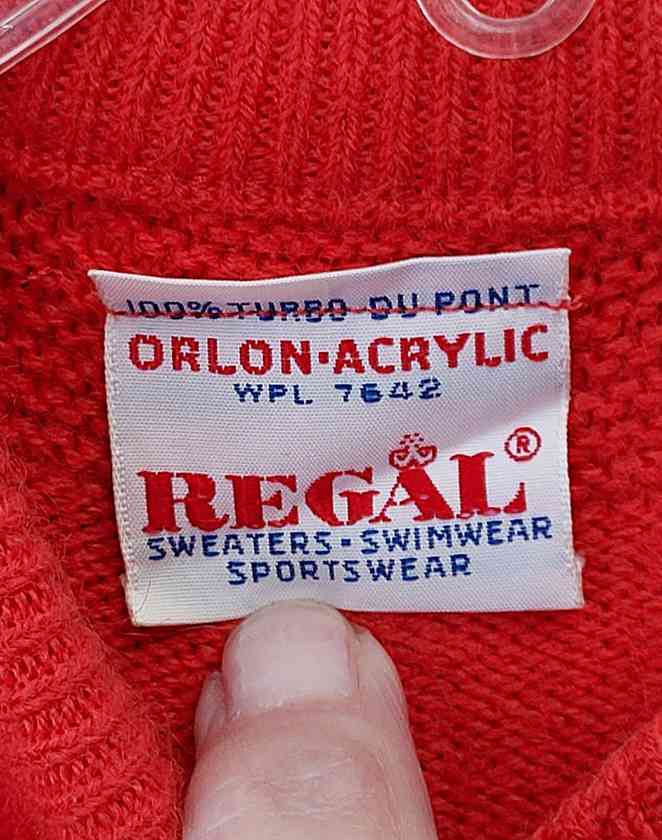 100% TURBO DU PONT
ORLON·ACRYLIC
WPL 7642
REGAL®
SWEATERS-SWIMWEAR
SPORTSWEAR